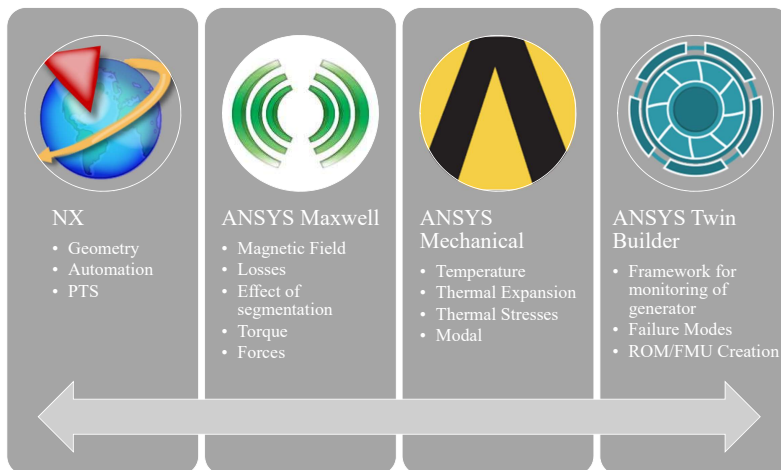 NX
• Geometry
• Automation
• PTS
ANSYS Maxwell
• Magnetic Field
• Losses
• Effect of
segmentation
• Torque
• Forces
ANSYS
Mechanical
• Temperature
• Thermal Expansion
• Thermal Stresses
• Modal
ANSYS Twin
Builder
• Framework for
monitoring of
generator
• Failure Modes
• ROM/FMU Creation